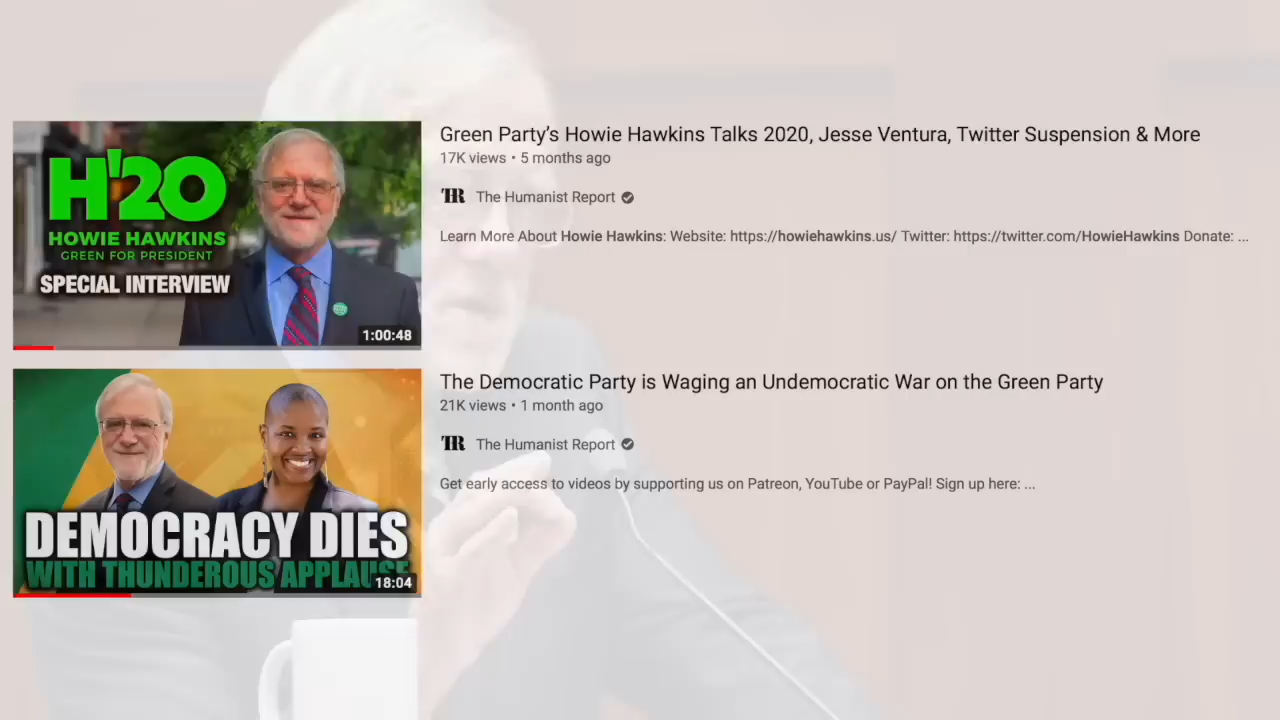 H'20
HOWIE HAWKINS
GREEN FOR PRESIDENT
SPECIAL INTERVIEW
1:00:48
Green Party’s Howie Hawkins Talks 2020, Jesse Ventura, Twitter Suspension & More
17K views • 5 months ago
THR The Humanist Report
Learn More About Howie Hawkins: Website: https://howiehawkins.us/ Twitter: https://twitter.com/HowieHawkins Donate: ...
DEMOCRACY DIES
WITH THUNDEROUS APPLAUSE
18:04
The Democratic Party is Waging an Undemocratic War on the Green Party
21K views • 1 month ago
THR The Humanist Report
Get early access to videos by supporting us on Patreon, YouTube or PayPal! Sign up here: ...